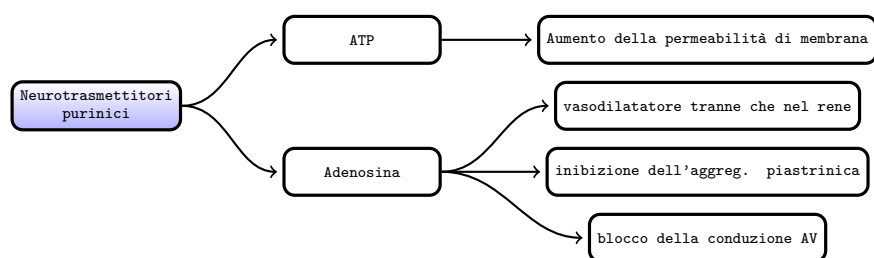 Neurotrasmettitori
purinici
ATP
Aumento della permeabilità di membrana
Adenosina
vasodilatatore tranne che nel rene
inibizione dell'aggreg. piastrinica
blocco della conduzione AV